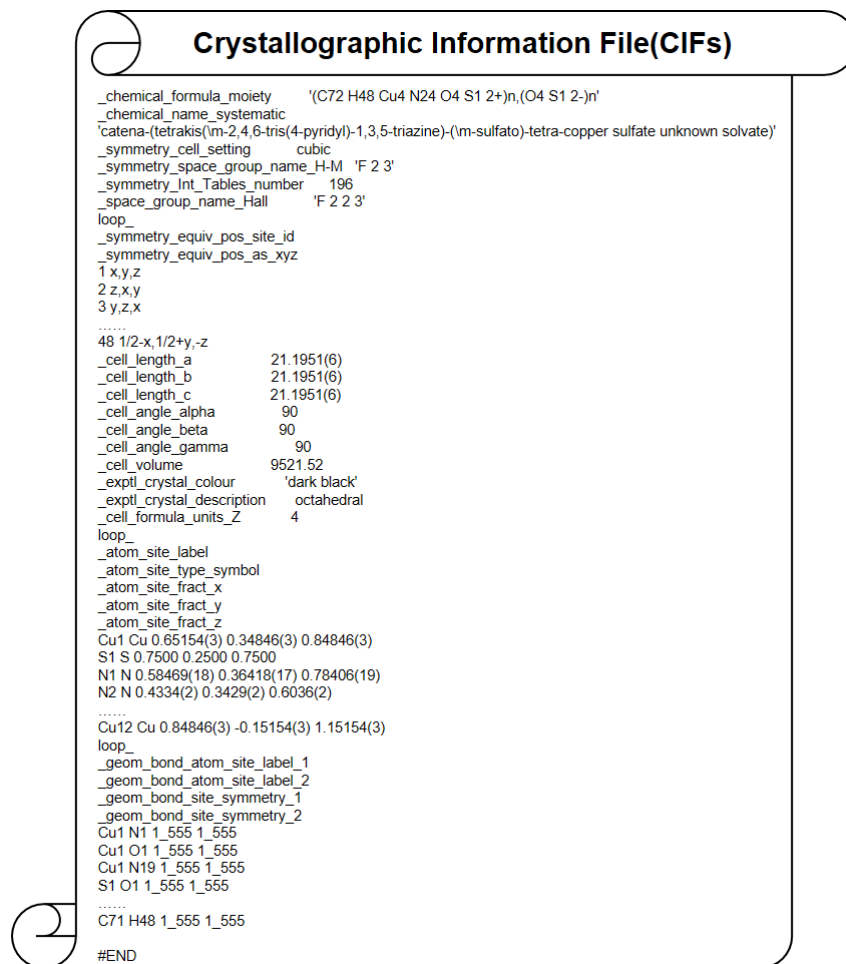 Crystallographic Information File(CIFs)
_chemical_formula_moiety '(C72 H48 Cu4 N24 O4 S1 2+)n,(O4 S1 2-)n'
_chemical_name_systematic
'catena-(tetrakis(\m-2,4,6-tris(4-pyridyl)-1,3,5-triazine)-(\m-sulfato)-tetra-copper sulfate unknown solvate)'
_symmetry_cell_setting cubic
_symmetry_space_group_name_H-M 'F 2 3'
_symmetry_Int_Tables_number 196
_space_group_name_Hall 'F 2 2 3'
loop_
_symmetry_equiv_pos_site_id
_symmetry_equiv_pos_as_xyz
1 x,y,z
2 z,x,y
3 y,z,x
......
48 1/2-x,1/2+y,-z
_cell_length_a 21.1951(6)
_cell_length_b 21.1951(6)
_cell_length_c 21.1951(6)
_cell_angle_alpha 90
_cell_angle_beta 90
_cell_angle_gamma 90
_cell_volume 9521.52
_exptl_crystal_colour 'dark black'
_exptl_crystal_description octahedral
_cell_formula_units_Z 4
loop_
_atom_site_label
_atom_site_type_symbol
_atom_site_fract_x
_atom_site_fract_y
_atom_site_fract_z
Cu1 Cu 0.65154(3) 0.34846(3) 0.84846(3)
S1 S 0.7500 0.2500 0.7500
N1 N 0.58469(18) 0.36418(17) 0.78406(19)
N2 N 0.4334(2) 0.3429(2) 0.6036(2)
......
Cu12 Cu 0.84846(3) -0.15154(3) 1.15154(3)
loop_
_geom_bond_atom_site_label_1
_geom_bond_atom_site_label_2
_geom_bond_site_symmetry_1
_geom_bond_site_symmetry_2
Cu1 N1 1_555 1_555
Cu1 O1 1_555 1_555
Cu1 N19 1_555 1_555
S1 O1 1_555 1_555
......
C71 H48 1_555 1_555
#END